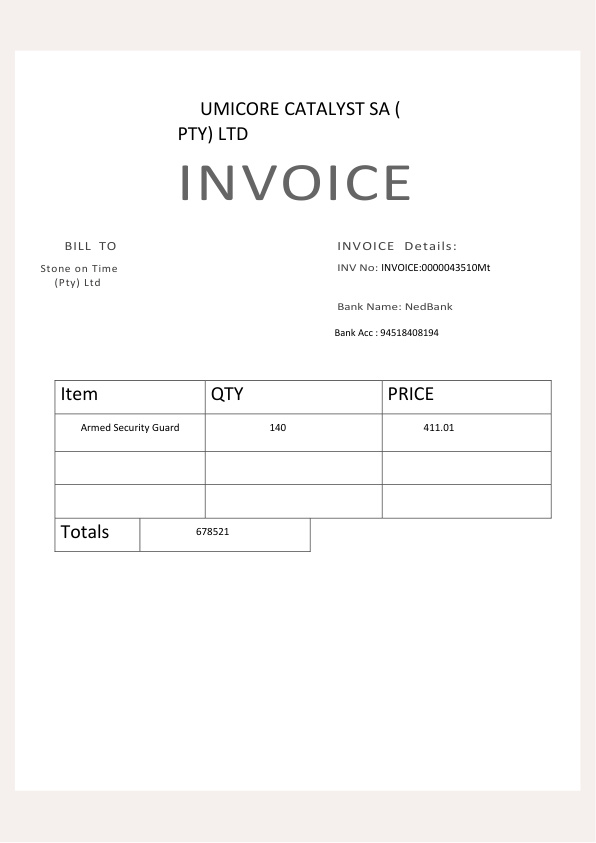 UMICORE CATALYST SA (
PTY) LTD
INVOICE
BILL TO
Stone on Time
(Pty) Ltd
INVOICE Details:
INV No: INVOICE:0000043510Mt
Bank Name: NedBank
Bank Acc : 94518408194
Item QTY PRICE
Armed Security Guard 140 411.01
Totals 678521